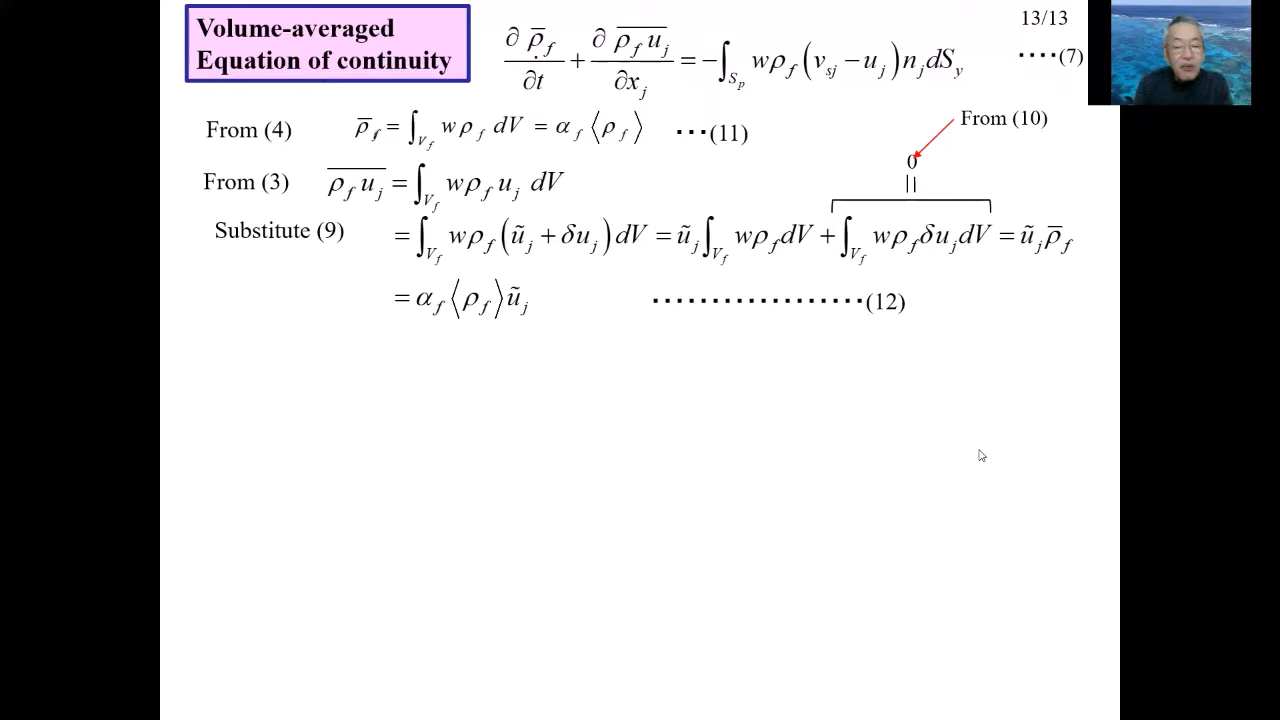 13/13
Volume-averaged
Equation of continuity
∂ρ̄_f/∂t + ∂\overline{ρ_f u_j}/∂x_j = −∫_{S_p} wρ_f(v_{sj} − u_j)n_j dS_y ····(7)
From (4) ρ̄_f = ∫_{V_f} wρ_f dV = α_f⟨ρ_f⟩ ···(11)
From (10)
0
From (3) \overline{ρ_f u_j} = ∫_{V_f} wρ_f u_j dV
Substitute (9) = ∫_{V_f} wρ_f(ũ_j + δu_j)dV = ũ_j∫_{V_f} wρ_f dV + ∫_{V_f} wρ_f δu_j dV = ũ_j ρ̄_f
= α_f⟨ρ_f⟩ũ_j ··················(12)